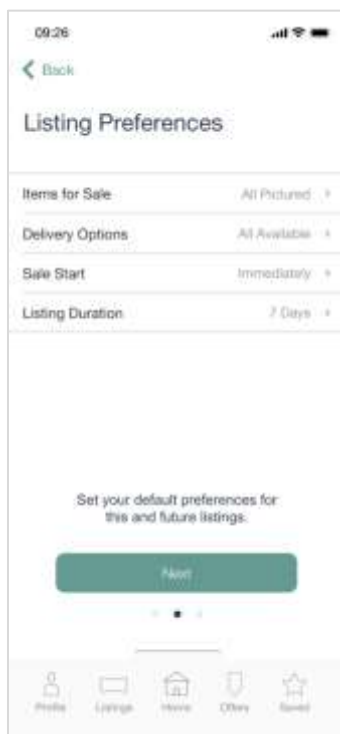 09:26
Back
Listing Preferences
Items for Sale All Pictured
Delivery Options All Available
Sale Start Immediately
Listing Duration 7 Days
Set your default preferences for
this and future listings.
Next
Profile Listings Home Offers Saved